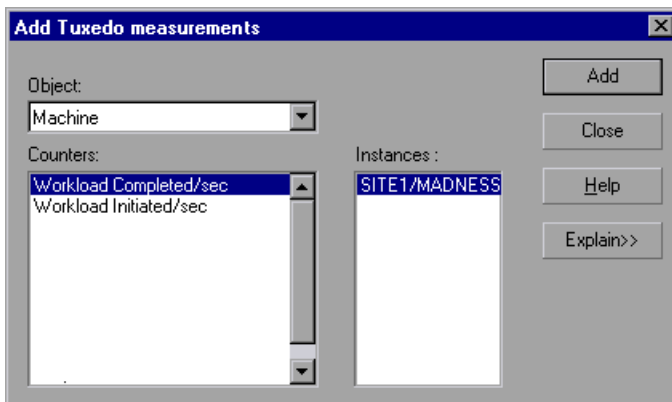 Add Tuxedo measurements
Object:
Machine
Counters:
Workload Completed/sec
Workload Initiated/sec
Instances :
SITE1/MADNESS
Add
Close
Help
Explain>>